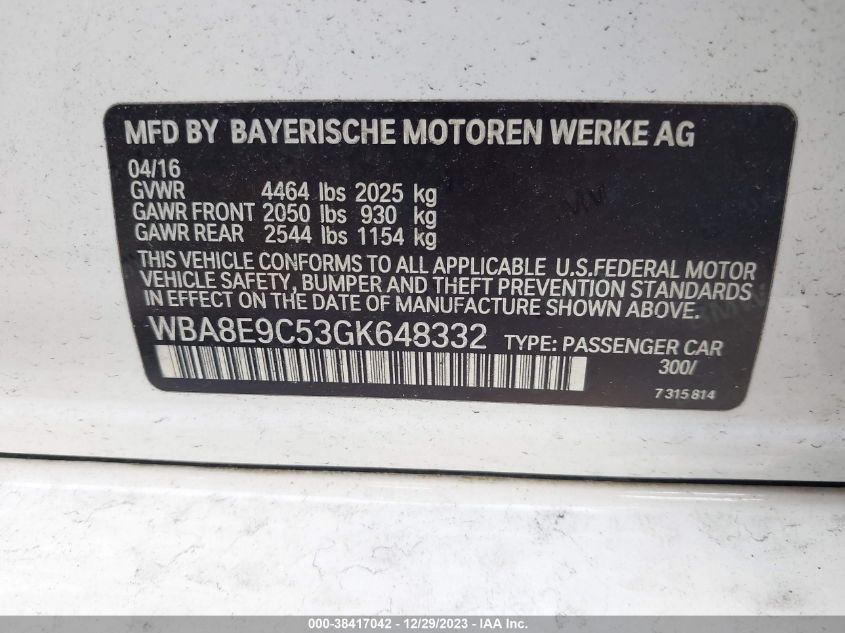 MFD BY BAYERISCHE MOTOREN WERKE AG
04/16
GVWR 4464 lbs 2025 kg
GAWR FRONT 2050 lbs 930 kg
GAWR REAR 2544 lbs 1154 kg
THIS VEHICLE CONFORMS TO ALL APPLICABLE U.S.FEDERAL MOTOR
VEHICLE SAFETY, BUMPER AND THEFT PREVENTION STANDARDS
IN EFFECT ON THE DATE OF MANUFACTURE SHOWN ABOVE.
WBA8E9C53GK648332 TYPE: PASSENGER CAR
300/
7 315 814
000-38417042 - 12/29/2023 - IAA Inc.